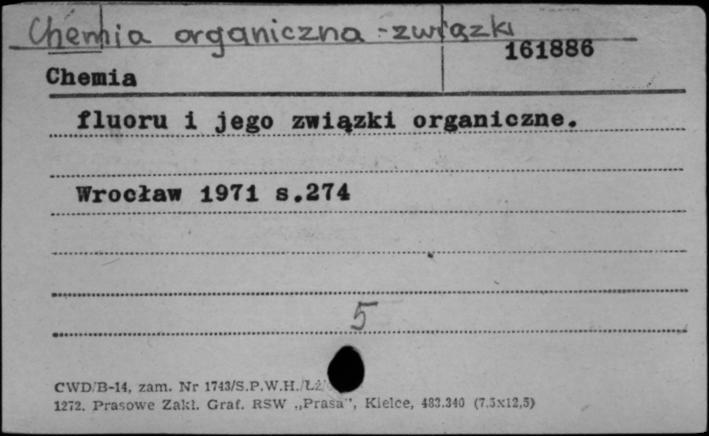 Chemia organiczna - związki
161886
Chemia
fluoru i jego związki organiczne.
Wrocław 1971 s.274
5
CWD/B-14, zam. Nr 1743/S.P.W.H./Łź/
1272. Prasowe Zakł. Graf. RSW „Prasa", Kielce, 483.340 (7.5x12,5)